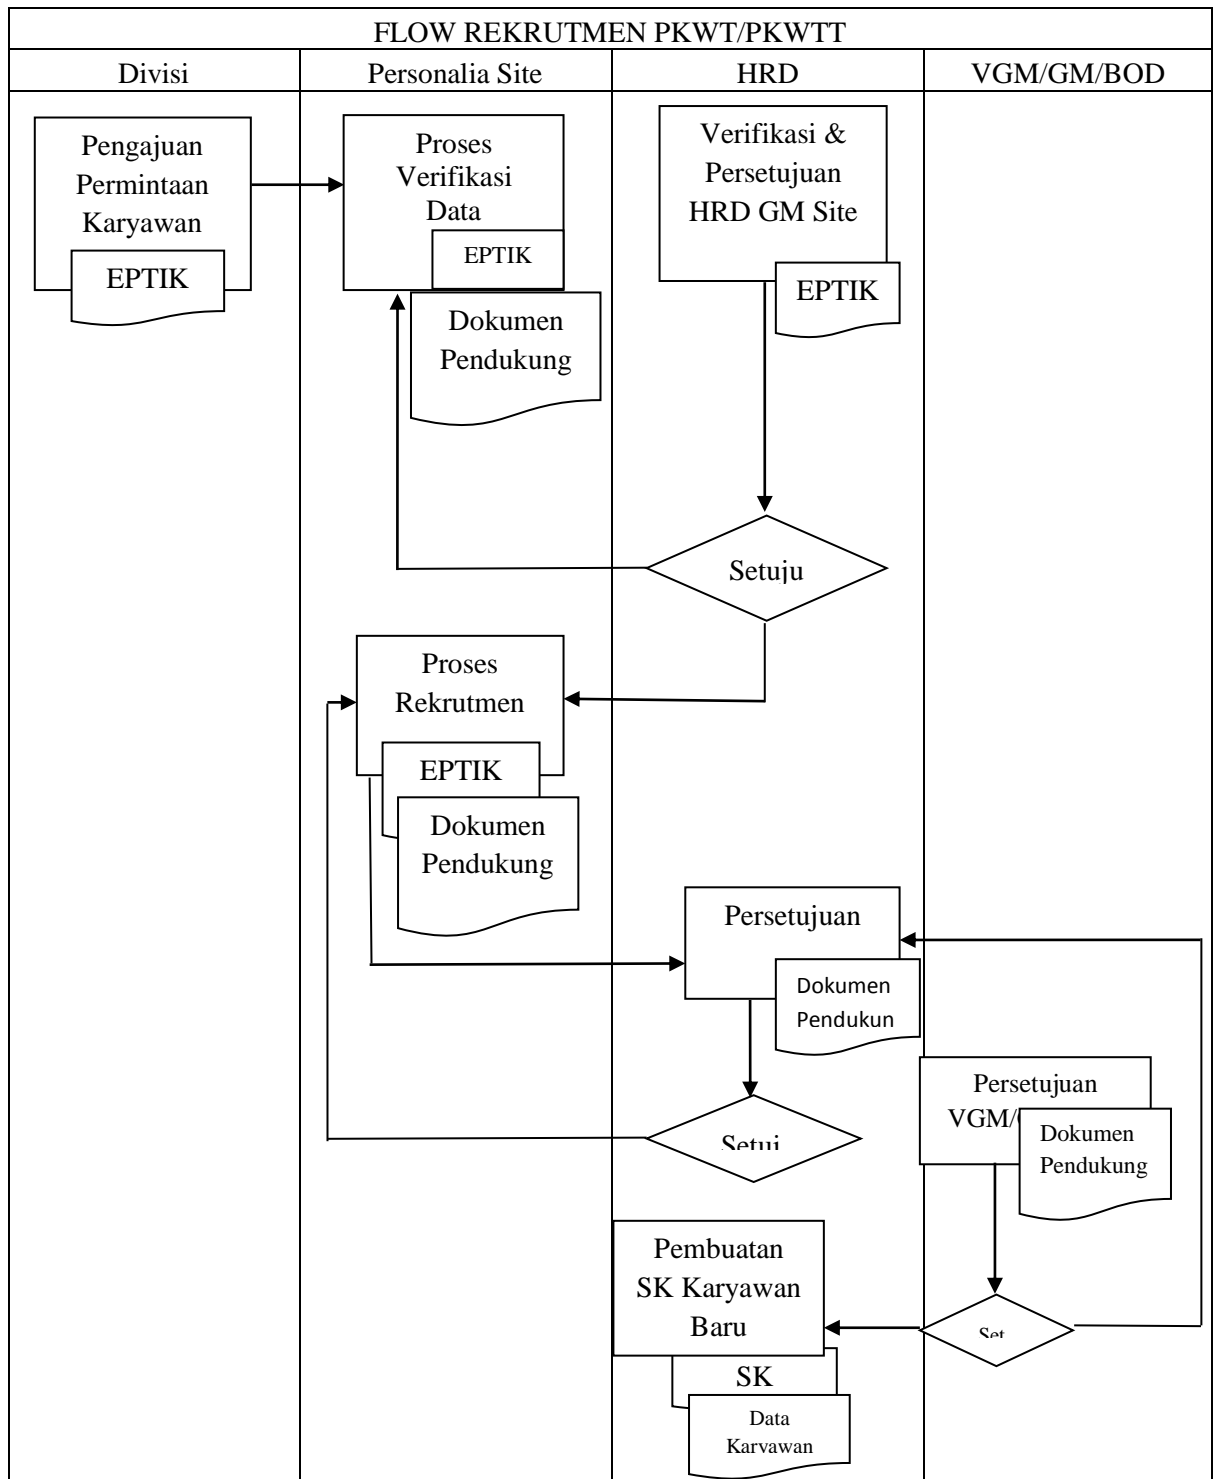 FLOW REKRUTMEN PKWT/PKWTT
Divisi
Personalia Site
HRD
VGM/GM/BOD
Pengajuan
Permintaan
Karyawan
EPTIK
Proses
Verifikasi
Data
EPTIK
Dokumen
Pendukung
Verifikasi &
Persetujuan
HRD GM Site
EPTIK
Setuju
Proses
Rekrutmen
EPTIK
Dokumen
Pendukung
Persetujuan
Dokumen
Pendukun
Persetujuan
VGM/
Dokumen
Pendukung
Setuj
Pembuatan
SK Karyawan
Baru
SK
Data
Karyawan
Set